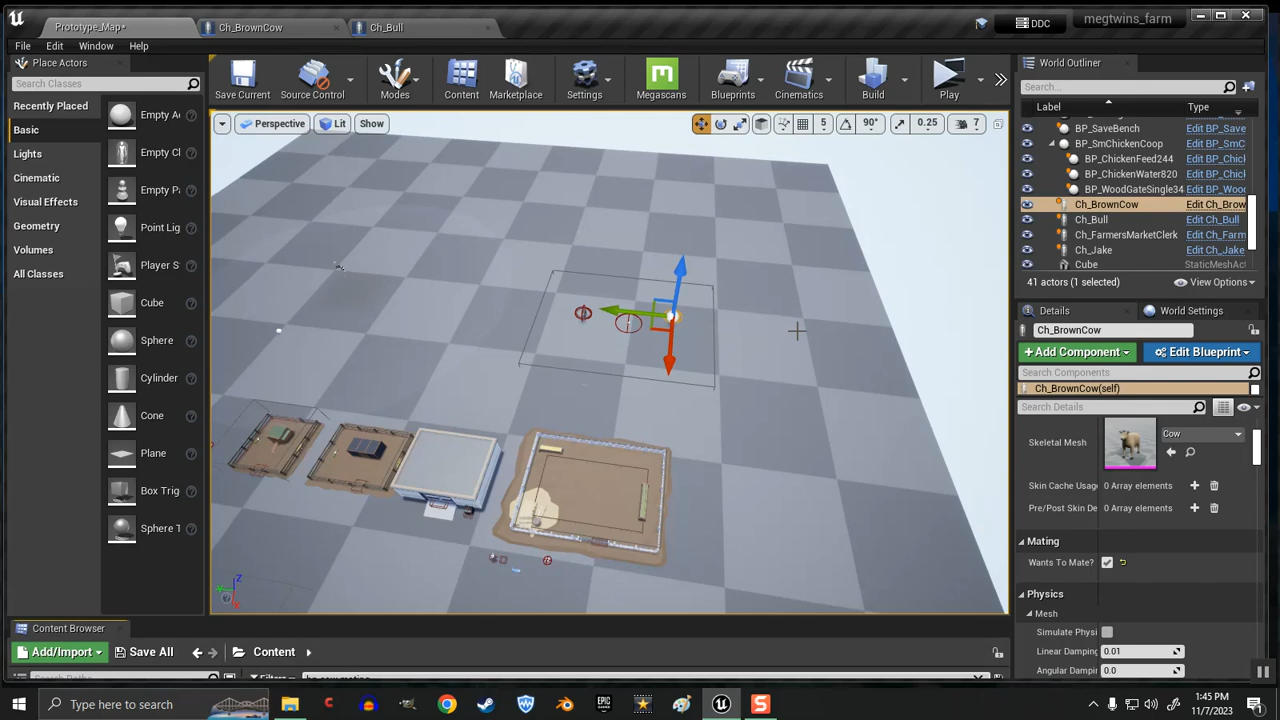 Prototype_Map*
Ch_BrownCow
Ch_Bull
DDC
megtwins_farm
File Edit Window Help
Place Actors
Search Classes
Recently Placed
Basic
Lights
Cinematic
Visual Effects
Geometry
Volumes
All Classes
Empty Ac
Empty Cl
Empty Pa
Point Lig
Player S
Cube
Sphere
Cylinder
Cone
Plane
Box Trig
Sphere T
Save Current
Source Control
Modes
Content
Marketplace
Settings
Megascans
Blueprints
Cinematics
Build
Play
Perspective
Lit
Show
5
90°
0.25
7
World Outliner
Search...
Label
Type
BP_SaveBench Edit BP_Save
BP_SmChickenCoop Edit BP_SmC
BP_ChickenFeed244 Edit BP_Chick
BP_ChickenWater820 Edit BP_Chick
BP_WoodGateSingle34 Edit BP_Woo
Ch_BrownCow Edit Ch_Brow
Ch_Bull Edit Ch_Bull
Ch_FarmersMarketClerk Edit Ch_Farm
Ch_Jake Edit Ch_Jake
Cube StaticMeshAct
41 actors (1 selected)
View Options
Details
World Settings
Ch_BrownCow
+Add Component
Edit Blueprint
Search Components
Ch_BrownCow(self)
Search Details
Skeletal Mesh
Cow
Skin Cache Usag 0 Array elements
Pre/Post Skin De 0 Array elements
Mating
Wants To Mate?
Physics
Mesh
Simulate Physi
Linear Damping 0.01
Angular Dampin 0.0
Z
Y
X
Content Browser
Add/Import
Save All
Content
Type here to search
1:45 PM
11/7/2023